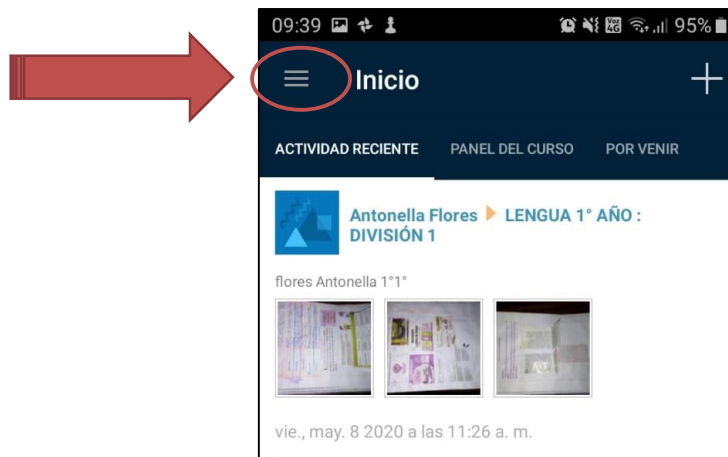 09:39 95%
Inicio
ACTIVIDAD RECIENTE PANEL DEL CURSO POR VENIR
Antonella Flores LENGUA 1° AÑO :
DIVISIÓN 1
flores Antonella 1°1°
vie., may. 8 2020 a las 11:26 a. m.